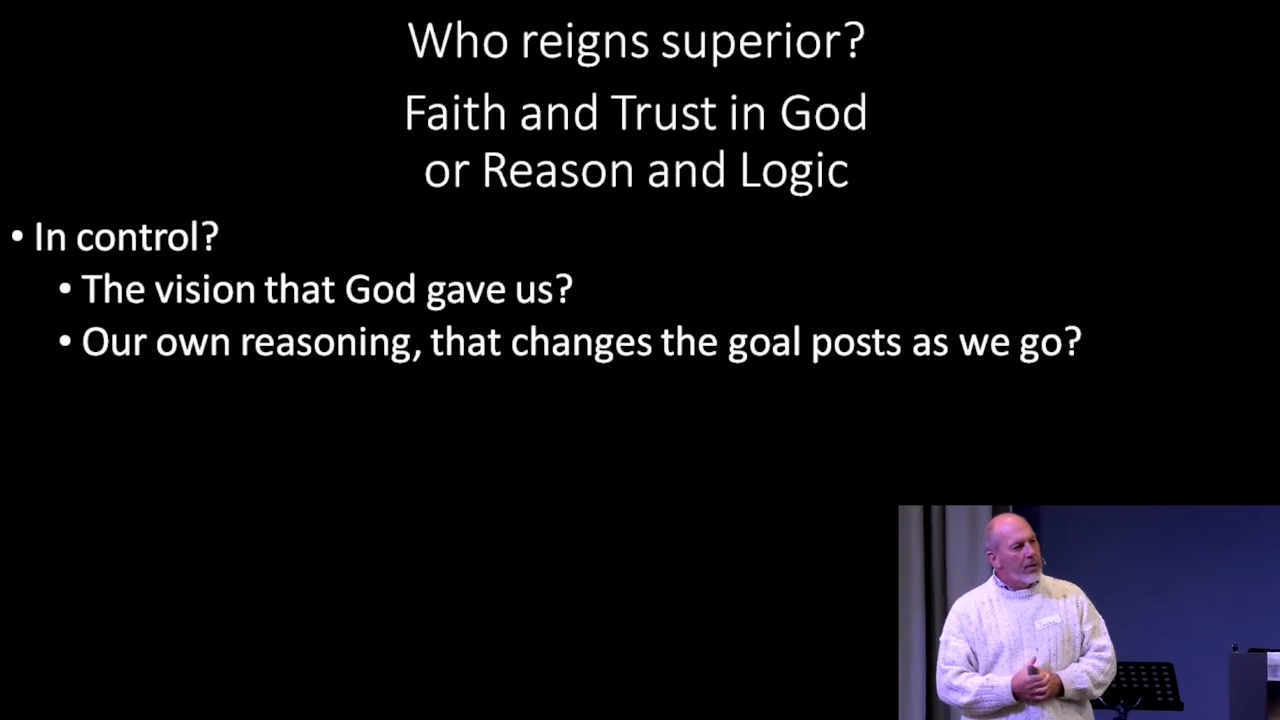 Who reigns superior?
Faith and Trust in God
or Reason and Logic
• In control?
• The vision that God gave us?
• Our own reasoning, that changes the goal posts as we go?